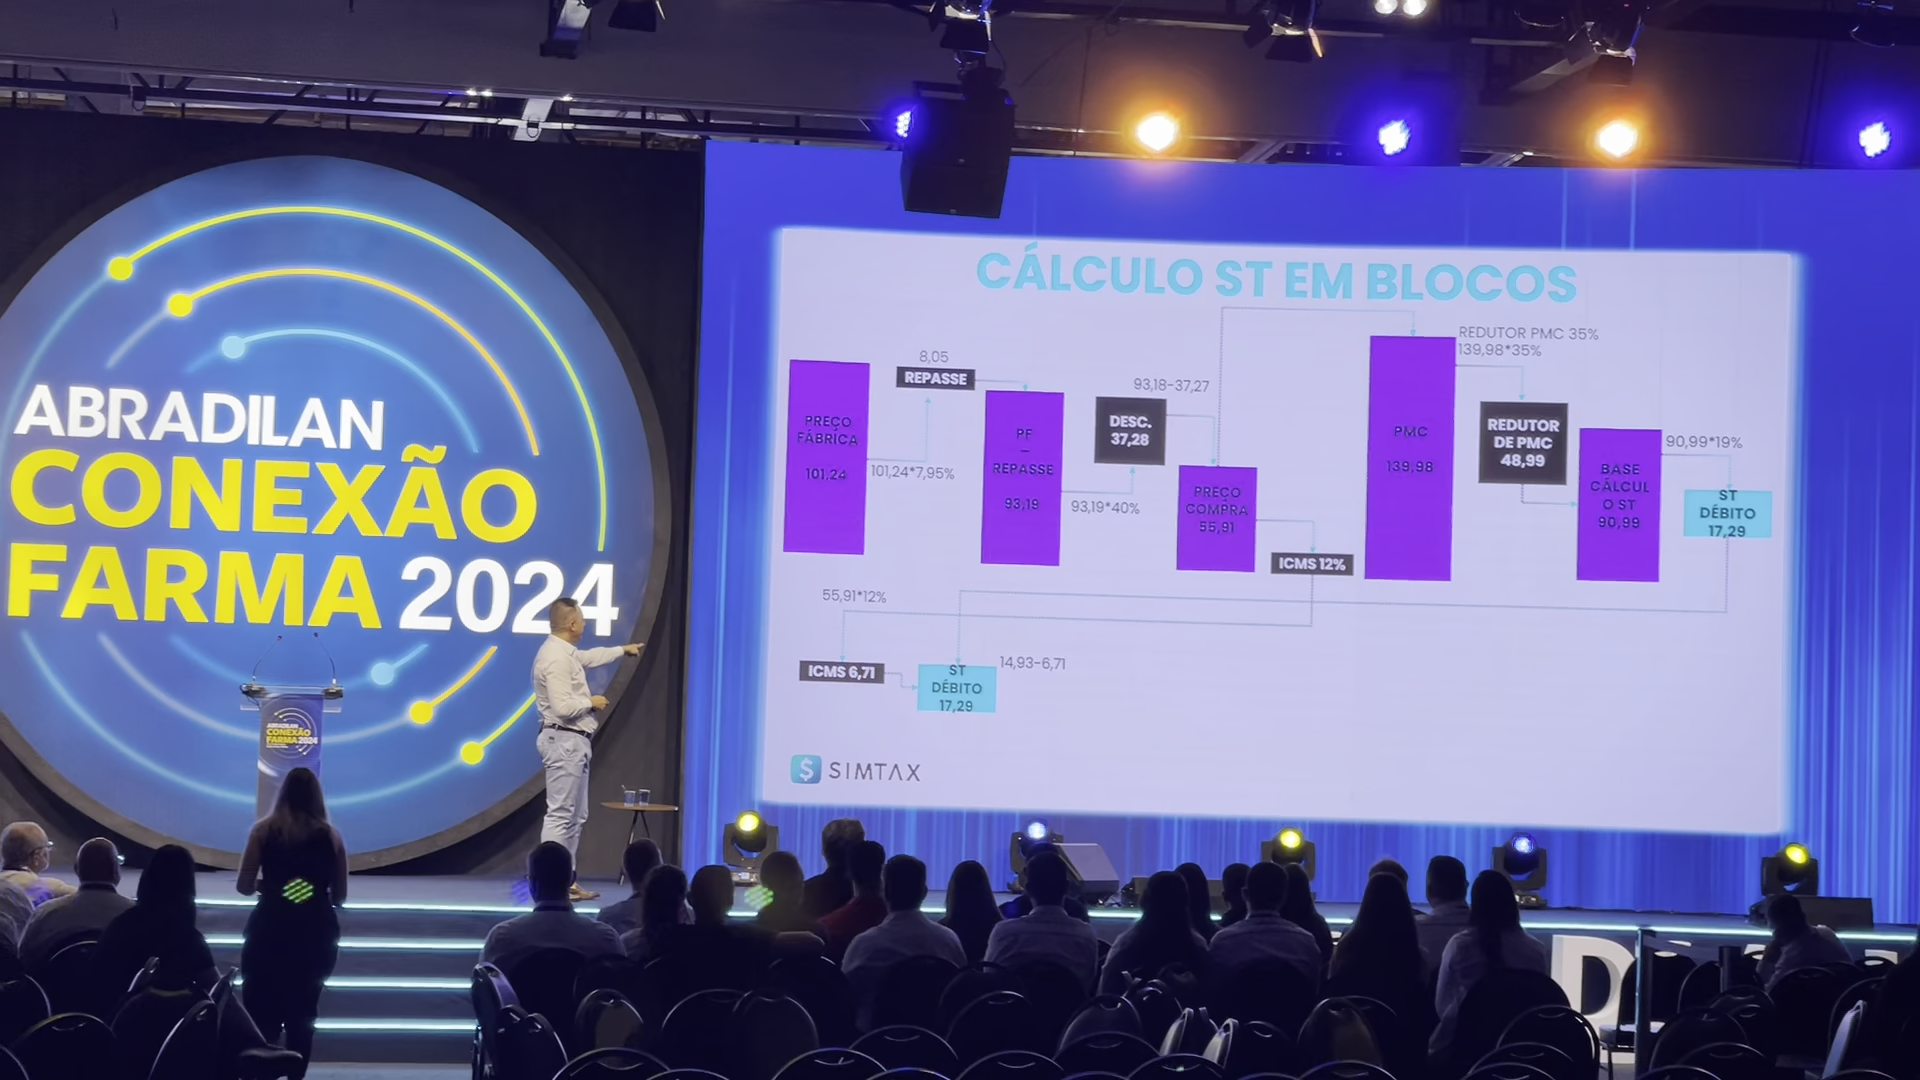 ABRADILAN
CONEXÃO
FARMA 2024
ABRADILAN
CONEXÃO
FARMA 2024
CÁLCULO ST EM BLOCOS
PREÇO
FÁBRICA
101,24
101,24*7,95%
8,05
REPASSE
PF
–
REPASSE
93,19
93,19*40%
DESC.
37,28
93,18-37,27
PREÇO
COMPRA
55,91
ICMS 12%
PMC
139,98
REDUTOR PMC 35%
139,98*35%
REDUTOR
DE PMC
48,99
BASE
CÁLCUL
O ST
90,99
90,99*19%
ST
DÉBITO
17,29
55,91*12%
ICMS 6,71
ST
DÉBITO
17,29
14,93-6,71
$ SIMTAX